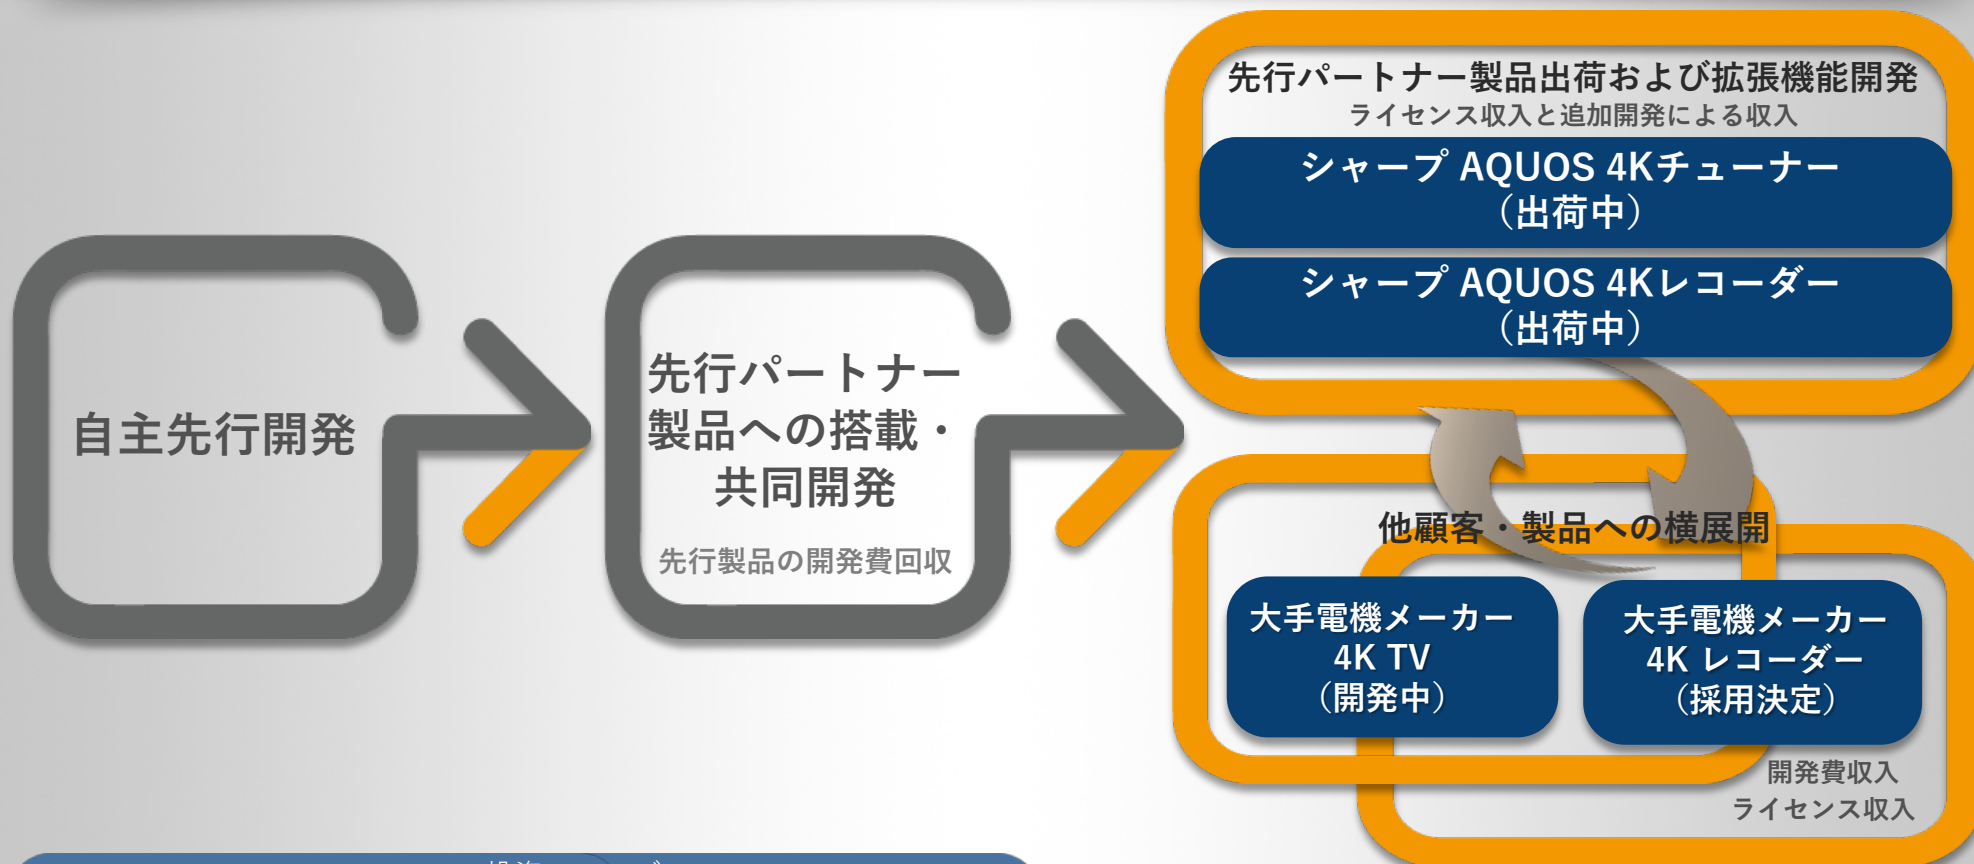 自主先行開発
先行パートナー
製品への搭載・
共同開発
先行製品の開発費回収
先行パートナー製品出荷および拡張機能開発
ライセンス収入と追加開発による収入
シャープ AQUOS 4Kチューナー
（出荷中）
シャープ AQUOS 4Kレコーダー
（出荷中）
他顧客・製品への横展開
大手電機メーカー
4K TV
（開発中）
大手電機メーカー
4K レコーダー
（採用決定）
開発費収入
ライセンス収入